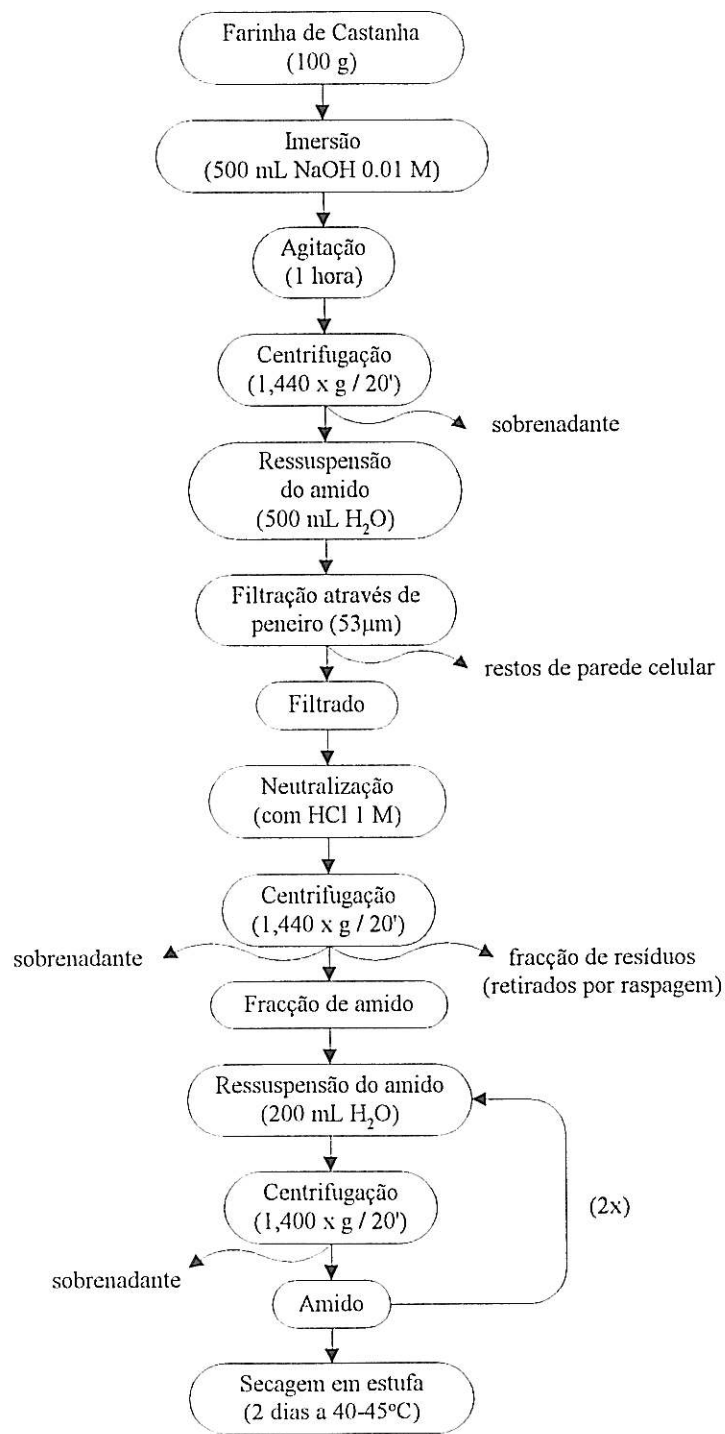 Farinha de Castanha
(100 g)
Imersão
(500 mL NaOH 0.01 M)
Agitação
(1 hora)
Centrifugação
(1,440 x g / 20')
sobrenadante
Ressuspensão
do amido
(500 mL H₂O)
Filtração através de
peneiro (53µm)
restos de parede celular
Filtrado
Neutralização
(com HCl 1 M)
Centrifugação
(1,440 x g / 20')
sobrenadante
fracção de resíduos
(retirados por raspagem)
Fracção de amido
Ressuspensão do amido
(200 mL H₂O)
Centrifugação
(1,400 x g / 20')
(2x)
sobrenadante
Amido
Secagem em estufa
(2 dias a 40-45ºC)